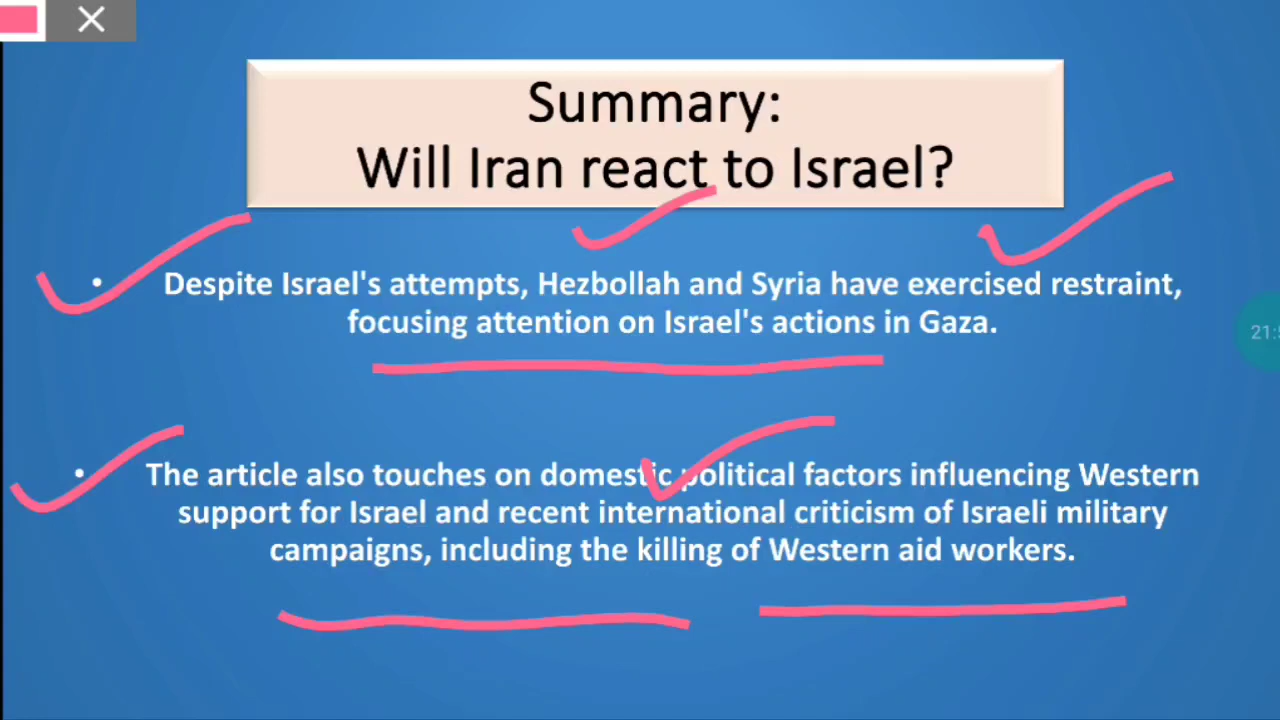 Summary:
Will Iran react to Israel?
• Despite Israel's attempts, Hezbollah and Syria have exercised restraint,
focusing attention on Israel's actions in Gaza.
• The article also touches on domestic political factors influencing Western
support for Israel and recent international criticism of Israeli military
campaigns, including the killing of Western aid workers.